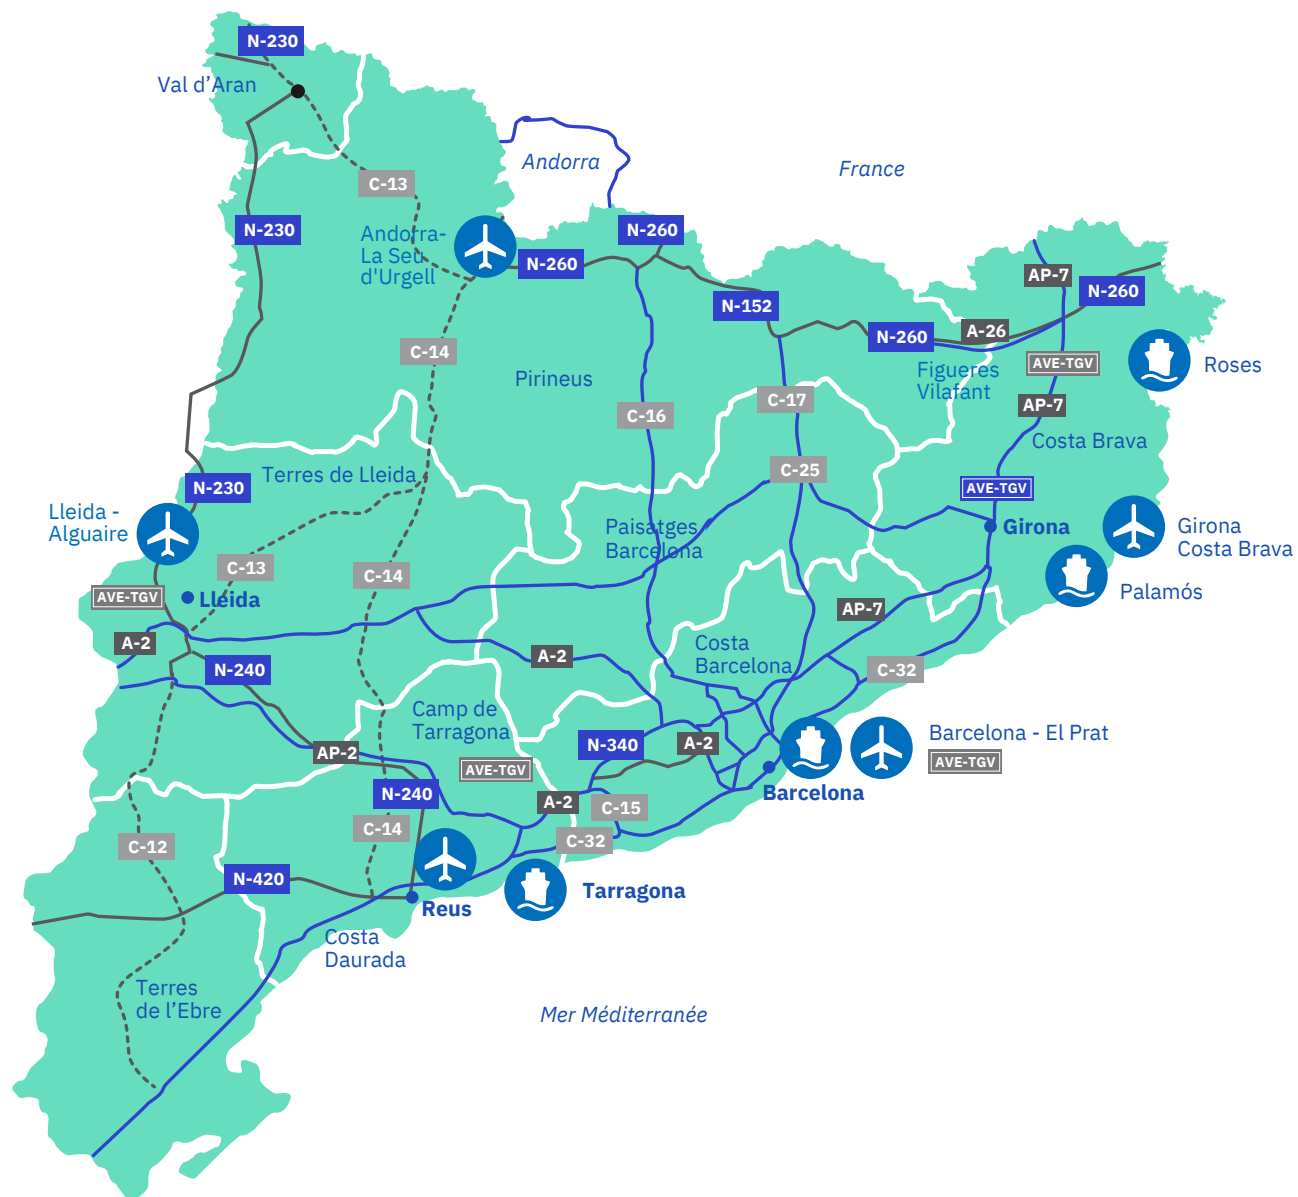 N-230
Val d’Aran
Andorra
France
C-13
N-230
Andorra-
La Seu
d'Urgell
N-260
N-260
AP-7
N-260
N-152
A-26
N-260
C-14
AVE-TGV
Roses
Pirineus
Figueres
Vilafant
C-17
AP-7
C-16
Costa Brava
C-25
Terres de Lleida
N-230
AVE-TGV
Lleida -
Alguaire
Paisatges
Barcelona
Girona
Girona
Costa Brava
C-13
C-14
Palamós
AVE-TGV
Lleida
AP-7
A-2
Costa
Barcelona
A-2
N-240
C-32
Camp de
Tarragona
Barcelona - El Prat
AVE-TGV
N-340
A-2
AP-2
AVE-TGV
Barcelona
N-240
A-2
C-15
C-14
C-32
C-12
N-420
Tarragona
Reus
Costa
Daurada
Terres
de l’Ebre
Mer Méditerranée